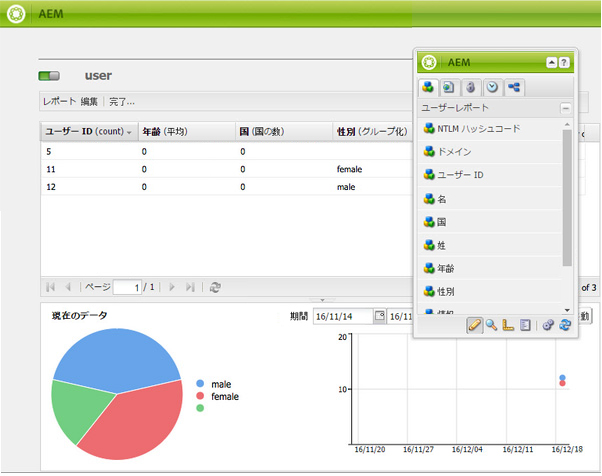 AEM
AEM
?
user
レポート 編集 完了...
ユーザーレポート
ユーザー ID (count) 年齢 (平均) 国 (国の数) 性別 (グループ化)
5 0 0
11 0 0 female
12 0 0 male
NTLM ハッシュコード
ドメイン
ユーザー ID
名
国
姓
年齢
性別
ページ 1 / 1
of 3
現在のデータ
期間 16/11/14 16/11
動
male
female
20
10
16/11/20 16/11/27 16/12/04 16/12/11 16/12/18